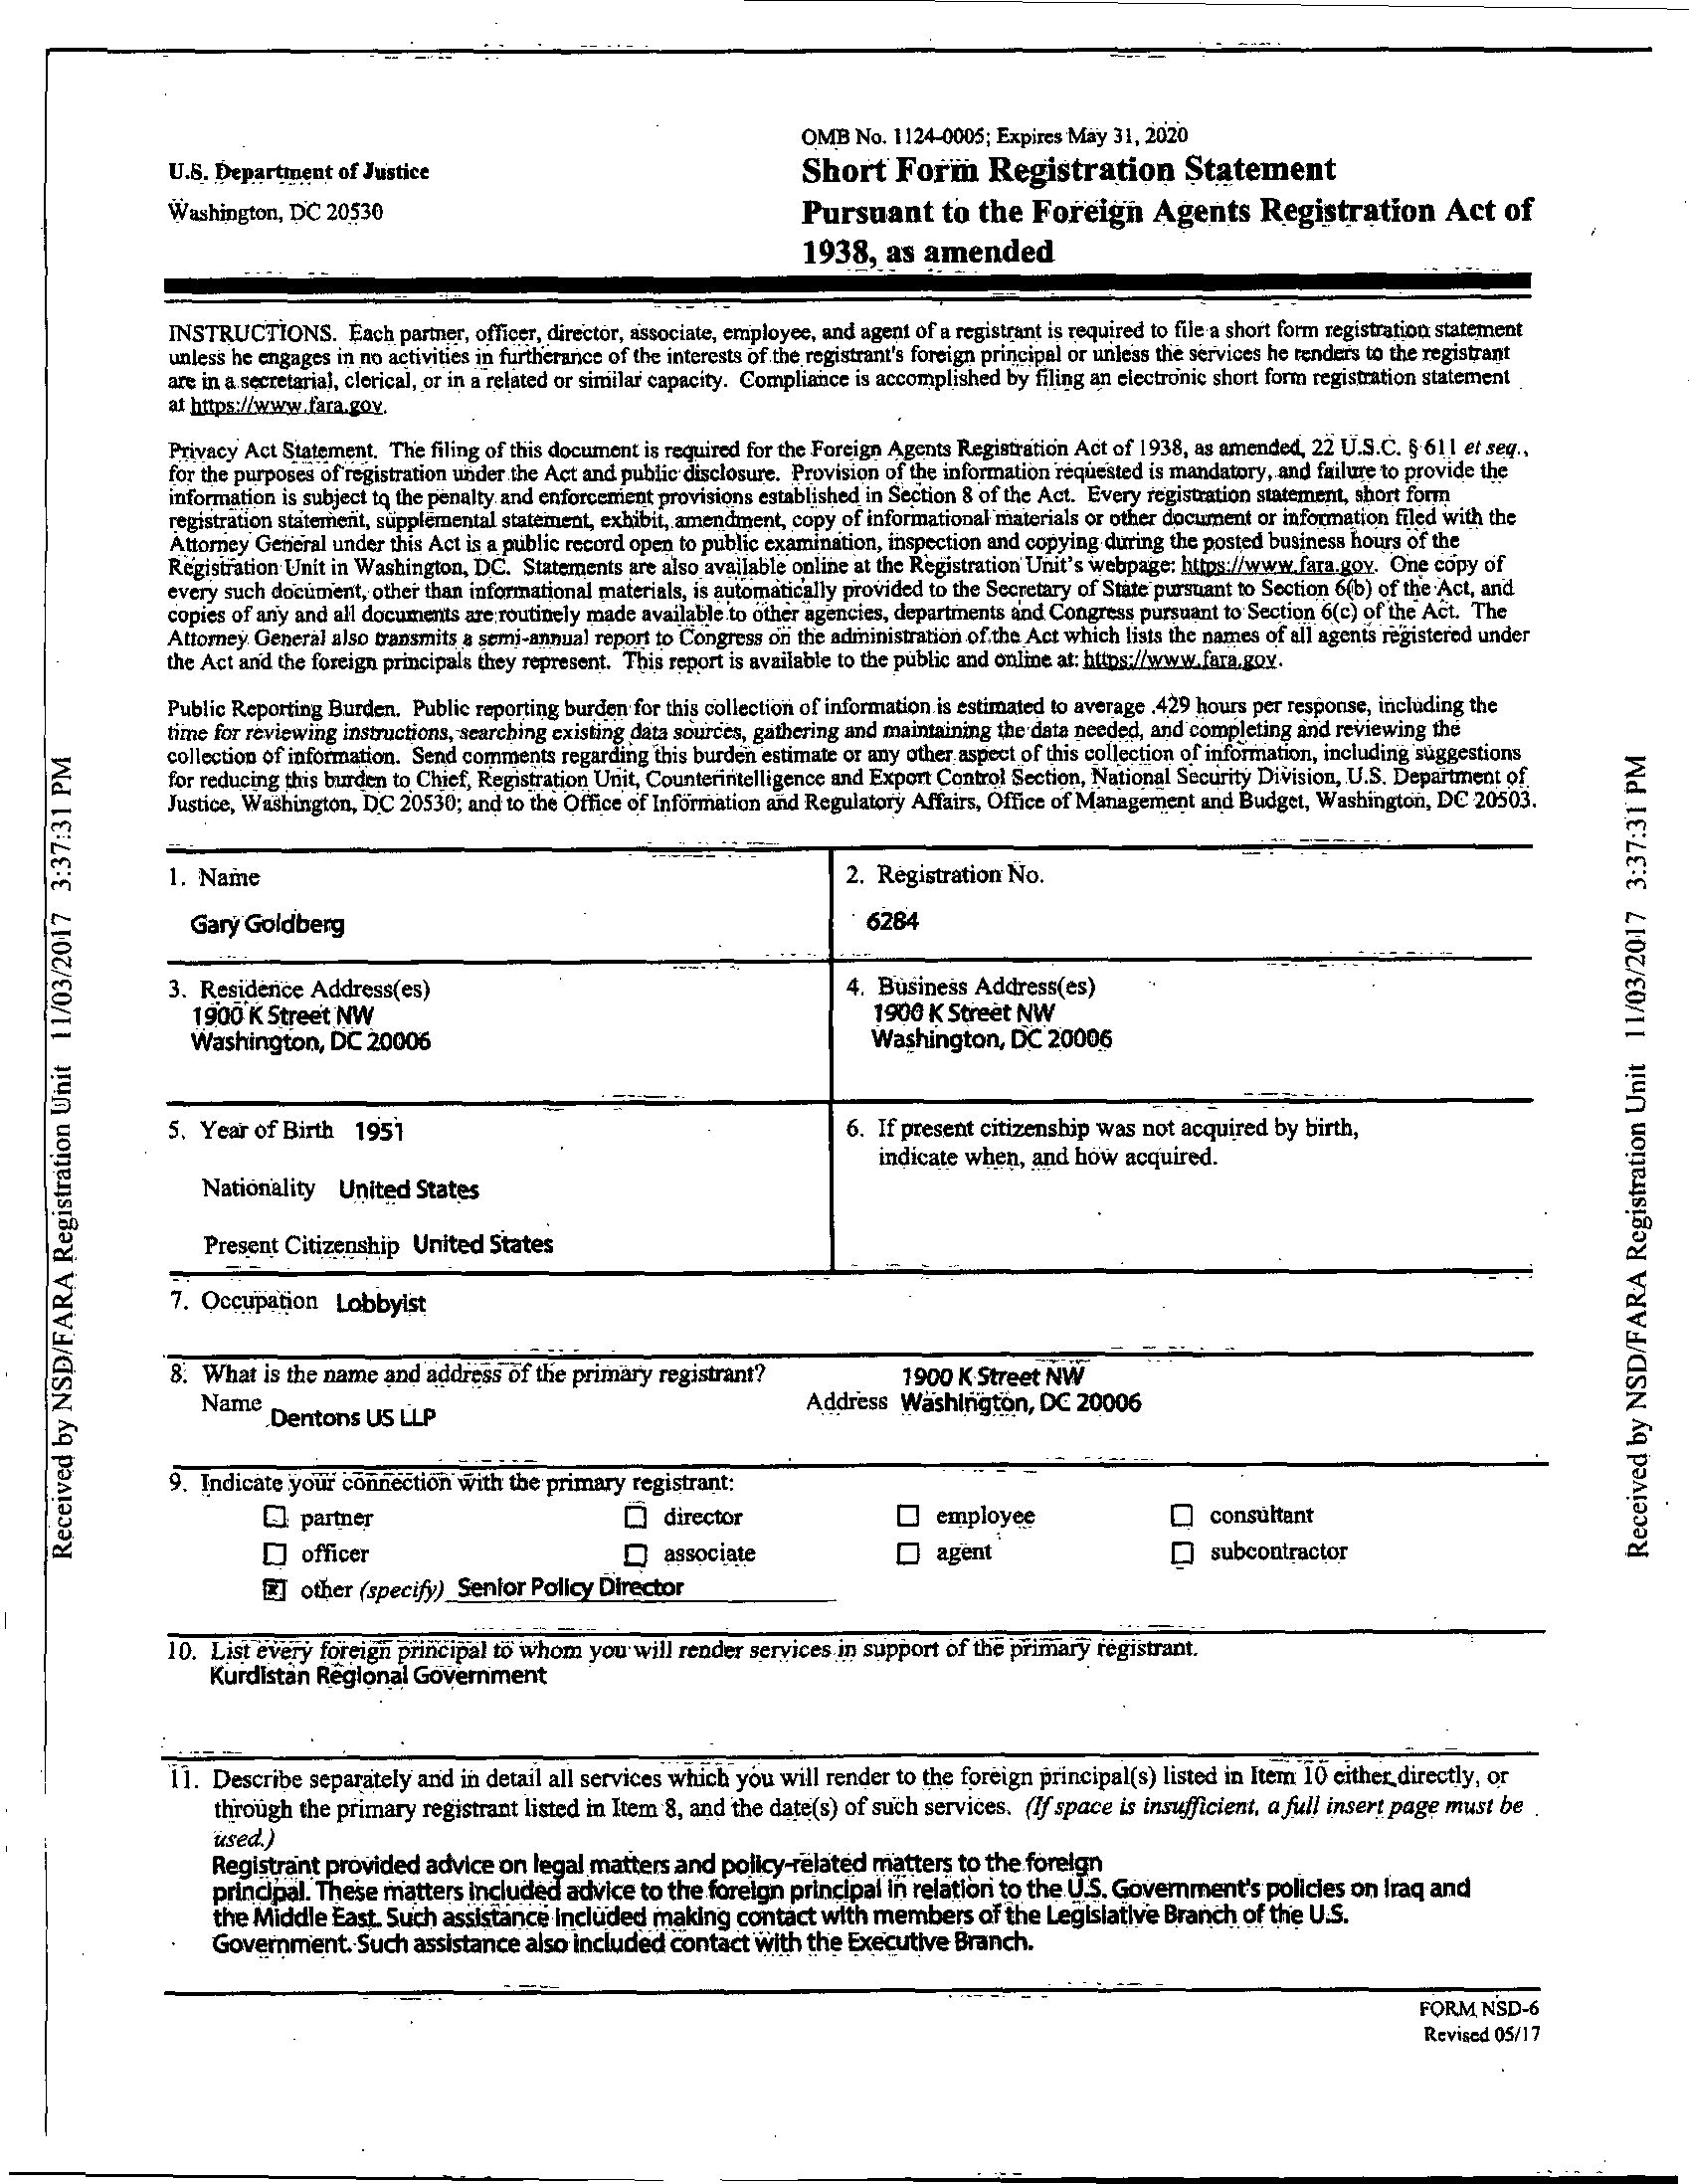 OMB No. 1124-0005; Expires May 31, 2020
U.S. Department of Justice
Washington, DC 20530
Short Form Registration Statement
Pursuant to the Foreign Agents Registration Act of
1938, as amended
INSTRUCTIONS. Each partner, officer, director, associate, employee, and agent of a registrant is required to file a short form registration statement
unless he engages in no activities in furtherance of the interests of the registrant's foreign principal or unless the services he renders to the registrant
are in a secretarial, clerical, or in a related or similar capacity. Compliance is accomplished by filing an electronic short form registration statement
at https://www.fara.gov.
Privacy Act Statement. The filing of this document is required for the Foreign Agents Registration Act of 1938, as amended, 22 U.S.C. § 611 et seq.,
for the purposes of registration under the Act and public disclosure. Provision of the information requested is mandatory, and failure to provide the
information is subject to the penalty and enforcement provisions established in Section 8 of the Act. Every registration statement, short form
registration statement, supplemental statement, exhibit, amendment, copy of informational materials or other document or information filed with the
Attorney General under this Act is a public record open to public examination, inspection and copying during the posted business hours of the
Registration Unit in Washington, DC. Statements are also available online at the Registration Unit's webpage: https://www.fara.gov. One copy of
every such document, other than informational materials, is automatically provided to the Secretary of State pursuant to Section 6(b) of the Act, and
copies of any and all documents are routinely made available to other agencies, departments and Congress pursuant to Section 6(c) of the Act. The
Attorney General also transmits a semi-annual report to Congress on the administration of the Act which lists the names of all agents registered under
the Act and the foreign principals they represent. This report is available to the public and online at: https://www.fara.gov.
Public Reporting Burden. Public reporting burden for this collection of information is estimated to average .429 hours per response, including the
time for reviewing instructions, searching existing data sources, gathering and maintaining the data needed, and completing and reviewing the
collection of information. Send comments regarding this burden estimate or any other aspect of this collection of information, including suggestions
for reducing this burden to Chief, Registration Unit, Counterintelligence and Export Control Section, National Security Division, U.S. Department of
Justice, Washington, DC 20530; and to the Office of Information and Regulatory Affairs, Office of Management and Budget, Washington, DC 20503.
1. Name
Gary Goldberg
2. Registration No.
6284
3. Residence Address(es)
1900 K Street NW
Washington, DC 20006
4. Business Address(es)
1900 K Street NW
Washington, DC 20006
5. Year of Birth 1951
Nationality United States
Present Citizenship United States
6. If present citizenship was not acquired by birth,
indicate when, and how acquired.
7. Occupation Lobbyist
8. What is the name and address of the primary registrant?
Name Dentons US LLP
1900 K Street NW
Address Washington, DC 20006
9. Indicate your connection with the primary registrant:
partner director employee consultant
officer associate agent subcontractor
other (specify) Senior Policy Director
10. List every foreign principal to whom you will render services in support of the primary registrant.
Kurdistan Regional Government
11. Describe separately and in detail all services which you will render to the foreign principal(s) listed in Item 10 either directly, or
through the primary registrant listed in Item 8, and the date(s) of such services. (If space is insufficient, a full insert page must be
used.)
Registrant provided advice on legal matters and policy-related matters to the foreign
principal. These matters included advice to the foreign principal in relation to the U.S. Government's policies on Iraq and
the Middle East. Such assistance included making contact with members of the Legislative Branch of the U.S.
Government. Such assistance also included contact with the Executive Branch.
FORM NSD-6
Revised 05/17
Received by NSD/FARA Registration Unit 11/03/2017 3:37:31 PM
Received by NSD/FARA Registration Unit 11/03/2017 3:37:31 PM